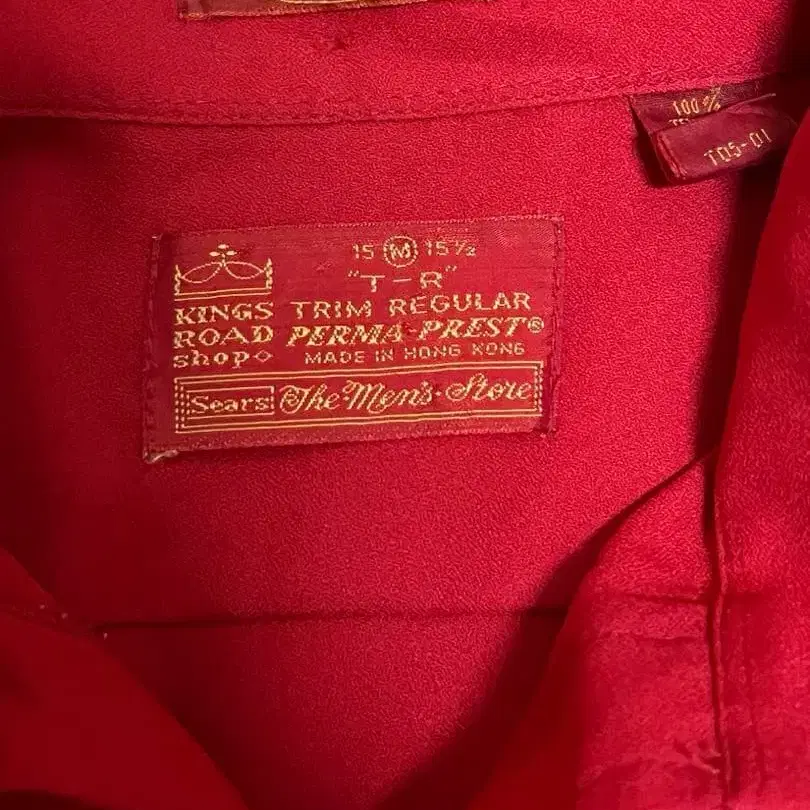 100%
T05-01
15 M 15½
"T-R"
KINGS TRIM REGULAR
ROAD PERMA-PREST®
shop MADE IN HONG KONG
Sears The Men's Store